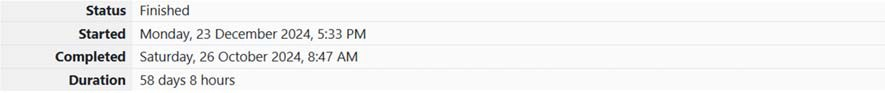 Status Finished
Started Monday, 23 December 2024, 5:33 PM
Completed Saturday, 26 October 2024, 8:47 AM
Duration 58 days 8 hours